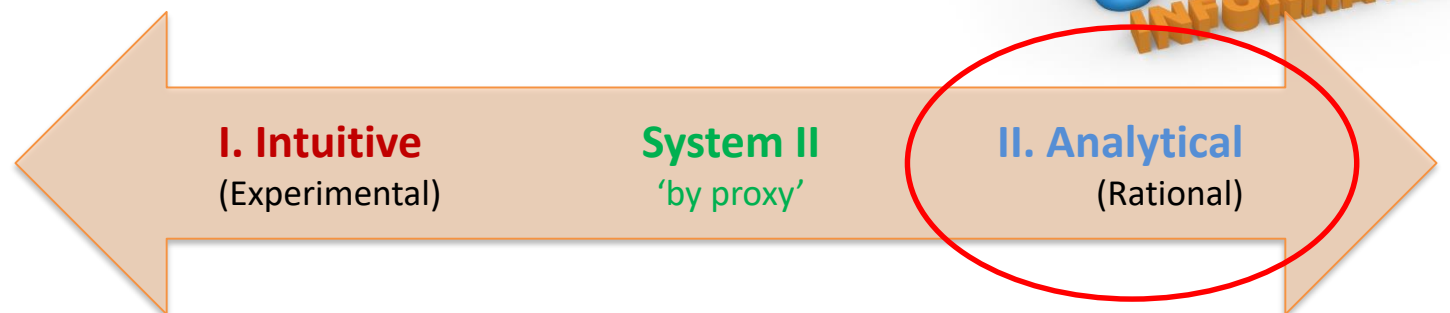 I. Intuitive
(Experimental)
System II
‘by proxy’
II. Analytical
(Rational)